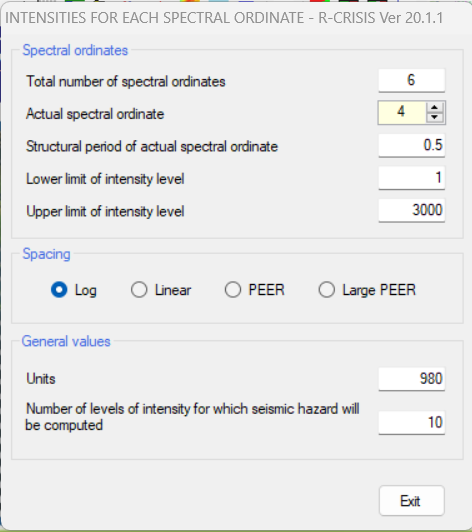 INTENSITIES FOR EACH SPECTRAL ORDINATE - R-CRISIS Ver 20.1.1
Spectral ordinates
Total number of spectral ordinates 6
Actual spectral ordinate 4
Structural period of actual spectral ordinate 0.5
Lower limit of intensity level 1
Upper limit of intensity level 3000
Spacing
Log Linear PEER Large PEER
General values
Units 980
Number of levels of intensity for which seismic hazard will
be computed 10
Exit